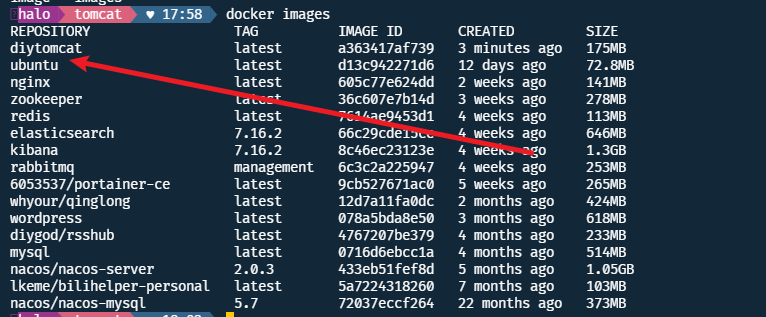 halo tomcat ♥ 17:58 docker images
REPOSITORY TAG IMAGE ID CREATED SIZE
diytomcat latest a363417af739 3 minutes ago 175MB
ubuntu latest d13c942271d6 12 days ago 72.8MB
nginx latest 605c77e624dd 2 weeks ago 141MB
zookeeper latest 36c607e7b14d 3 weeks ago 278MB
redis latest 7614ae9453d1 4 weeks ago 113MB
elasticsearch 7.16.2 66c29cde15ce 4 weeks ago 646MB
kibana 7.16.2 8c46ec23123e 4 weeks ago 1.3GB
rabbitmq management 6c3c2a225947 4 weeks ago 253MB
6053537/portainer-ce latest 9cb527671ac0 5 weeks ago 265MB
whyour/qinglong latest 12d7a11fa0dc 2 months ago 424MB
wordpress latest 078a5bda8e50 3 months ago 618MB
diygod/rsshub latest 4767207be379 4 months ago 233MB
mysql latest 0716d6ebcc1a 4 months ago 514MB
nacos/nacos-server 2.0.3 433eb51fef8d 5 months ago 1.05GB
lkeme/bilihelper-personal latest 5a7224318260 7 months ago 103MB
nacos/nacos-mysql 5.7 72037eccf264 22 months ago 373MB